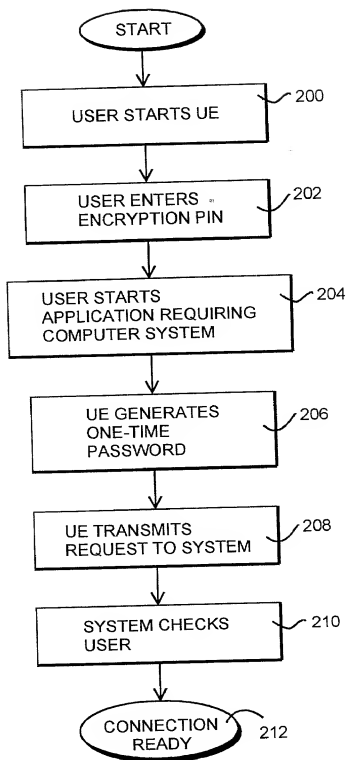 START
200
USER STARTS UE
202
USER ENTERS
ENCRYPTION PIN
204
USER STARTS
APPLICATION REQUIRING
COMPUTER SYSTEM
206
UE GENERATES
ONE-TIME
PASSWORD
208
UE TRANSMITS
REQUEST TO SYSTEM
210
SYSTEM CHECKS
USER
CONNECTION
READY
212